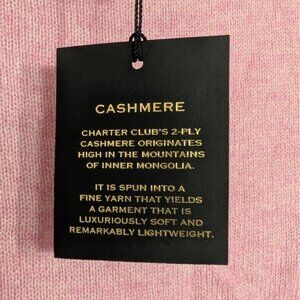 CASHMERE
CHARTER CLUB'S 2-PLY
CASHMERE ORIGINATES
HIGH IN THE MOUNTAINS
OF INNER MONGOLIA.
IT IS SPUN INTO A
FINE YARN THAT YIELDS
A GARMENT THAT IS
LUXURIOUSLY SOFT AND
REMARKABLY LIGHTWEIGHT.